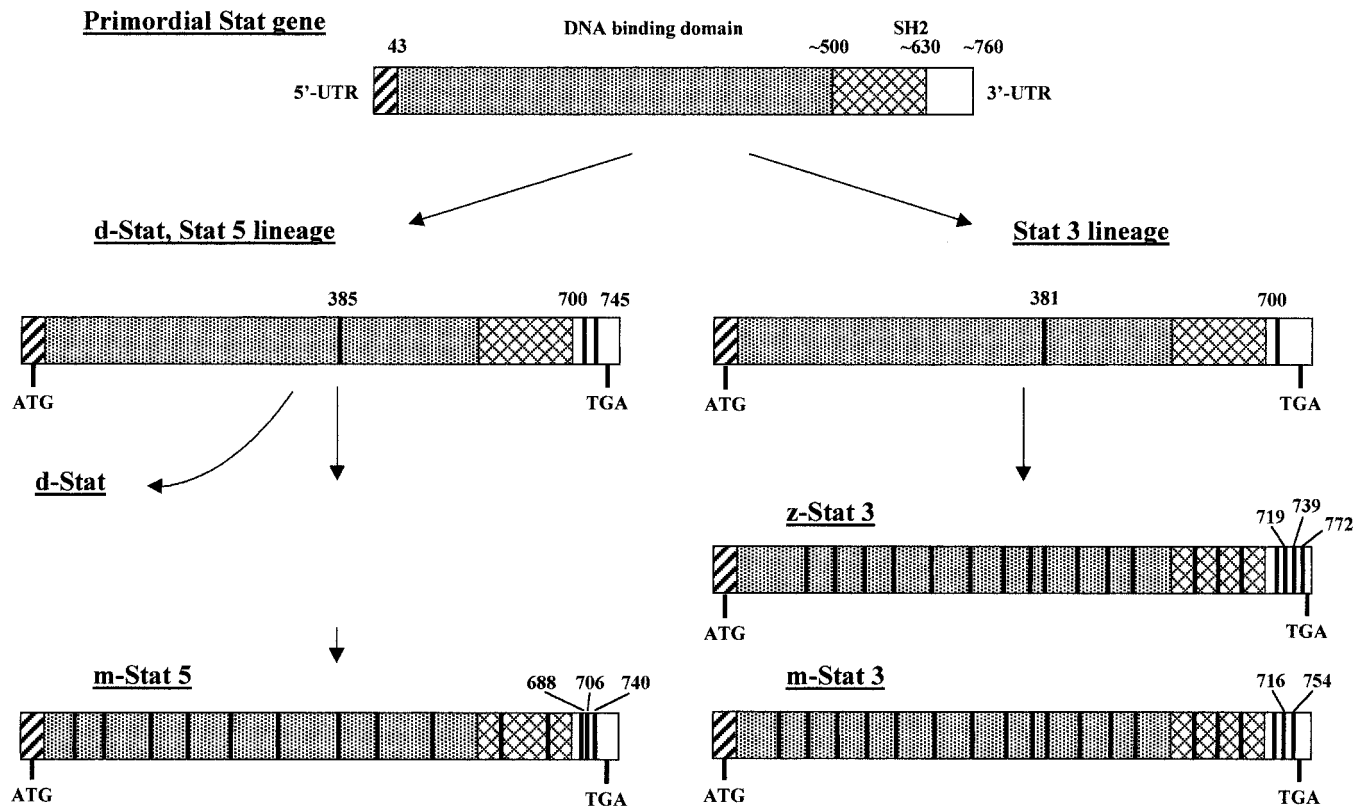 Primordial Stat gene
DNA binding domain
SH2
43
~500
~630
~760
5'-UTR
3'-UTR
d-Stat, Stat 5 lineage
Stat 3 lineage
385
700
745
381
700
ATG
TGA
ATG
TGA
d-Stat
z-Stat 3
719
739
772
ATG
TGA
m-Stat 5
688
706
740
m-Stat 3
716
754
ATG
TGA
ATG
TGA